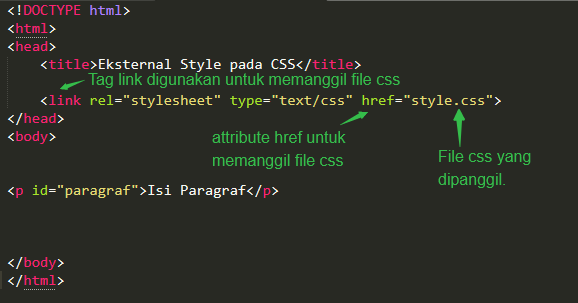 <!DOCTYPE html>
<html>
<head>
<title>Eksternal Style pada CSS</title>
Tag link digunakan untuk memanggil file css
<link rel="stylesheet" type="text/css" href="style.css">
</head>
<body>
attribute href untuk
memanggil file css
File css yang
dipanggil.
<p id="paragraf">Isi Paragraf</p>
</body>
</html>